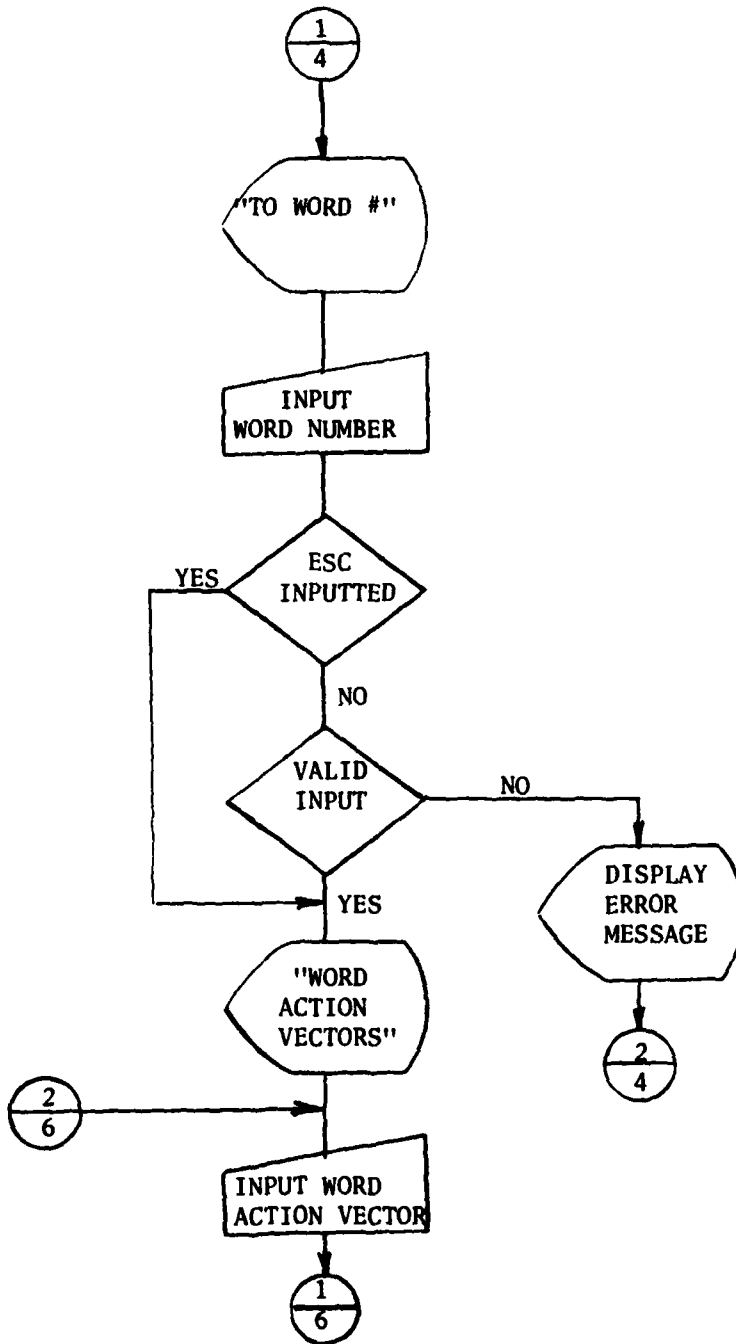 1
4
"TO WORD #"
INPUT
WORD NUMBER
ESC
INPUTTED
YES
NO
VALID
INPUT
NO
YES
DISPLAY
ERROR
MESSAGE
2
4
"WORD
ACTION
VECTORS"
2
6
INPUT WORD
ACTION VECTOR
1
6